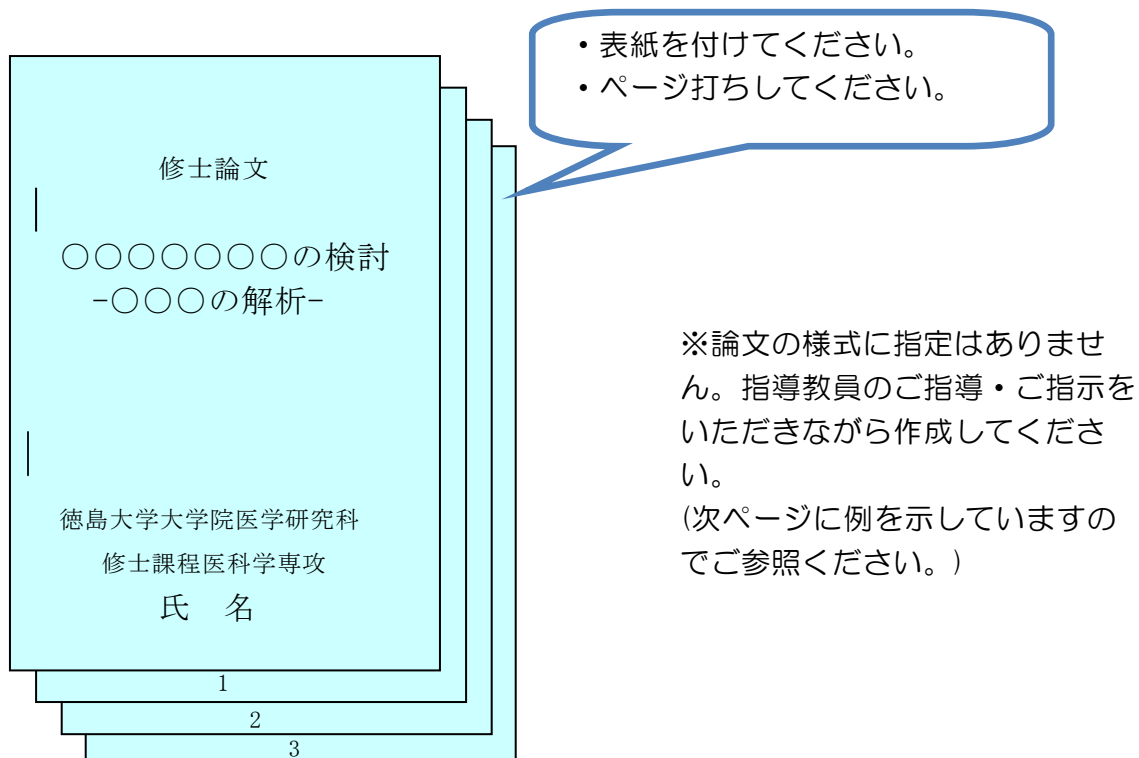 ・表紙を付けてください。
・ページ打ちしてください。
修士論文
○○○○○○○の検討
-○○○の解析-
徳島大学大学院医学研究科
修士課程医科学専攻
氏　名
1
2
3
※論文の様式に指定はありませ
ん。指導教員のご指導・ご指示を
いただきながら作成してくださ
い。
(次ページに例を示していますの
でご参照ください。)